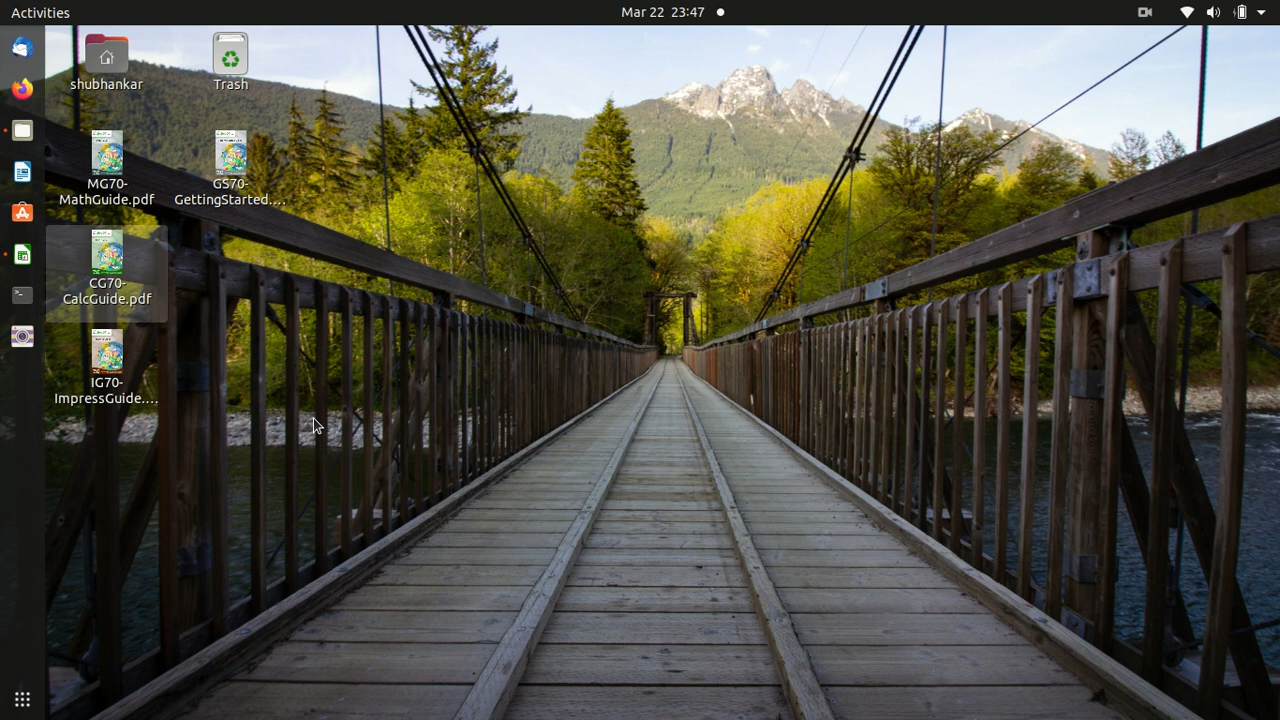 Activities
Mar 22 23:47
shubhankar
Trash
MG70-
MathGuide.pdf
GS70-
GettingStarted....
CG70-
CalcGuide.pdf
IG70-
ImpressGuide....